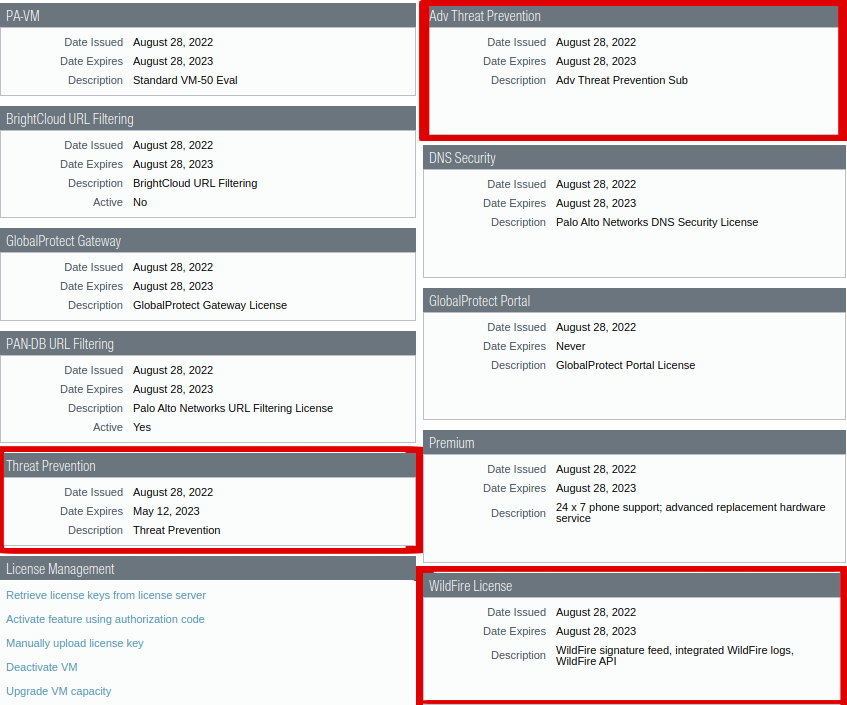 PA-VM
Date Issued August 28, 2022
Date Expires August 28, 2023
Description Standard VM-50 Eval
BrightCloud URL Filtering
Date Issued August 28, 2022
Date Expires August 28, 2023
Description BrightCloud URL Filtering
Active No
GlobalProtect Gateway
Date Issued August 28, 2022
Date Expires August 28, 2023
Description GlobalProtect Gateway License
PAN-DB URL Filtering
Date Issued August 28, 2022
Date Expires August 28, 2023
Description Palo Alto Networks URL Filtering License
Active Yes
Threat Prevention
Date Issued August 28, 2022
Date Expires May 12, 2023
Description Threat Prevention
License Management
Retrieve license keys from license server
Activate feature using authorization code
Manually upload license key
Deactivate VM
Upgrade VM capacity
Adv Threat Prevention
Date Issued August 28, 2022
Date Expires August 28, 2023
Description Adv Threat Prevention Sub
DNS Security
Date Issued August 28, 2022
Date Expires August 28, 2023
Description Palo Alto Networks DNS Security License
GlobalProtect Portal
Date Issued August 28, 2022
Date Expires Never
Description GlobalProtect Portal License
Premium
Date Issued August 28, 2022
Date Expires August 28, 2023
Description 24 x 7 phone support; advanced replacement hardware
service
WildFire License
Date Issued August 28, 2022
Date Expires August 28, 2023
Description WildFire signature feed, integrated WildFire logs,
WildFire API